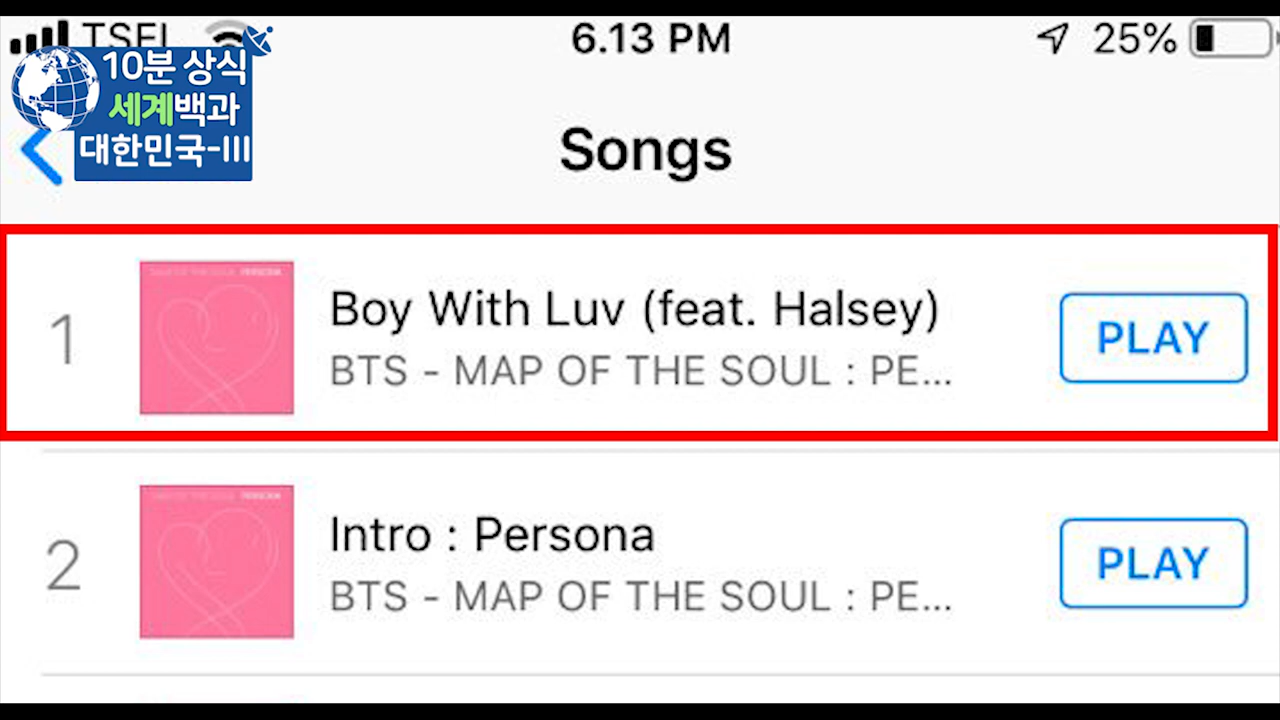 TSEL
6.13 PM
25%
10분 상식
세계백과
대한민국-III
Songs
1
Boy With Luv (feat. Halsey)
BTS - MAP OF THE SOUL : PE...
PLAY
2
Intro : Persona
BTS - MAP OF THE SOUL : PE...
PLAY